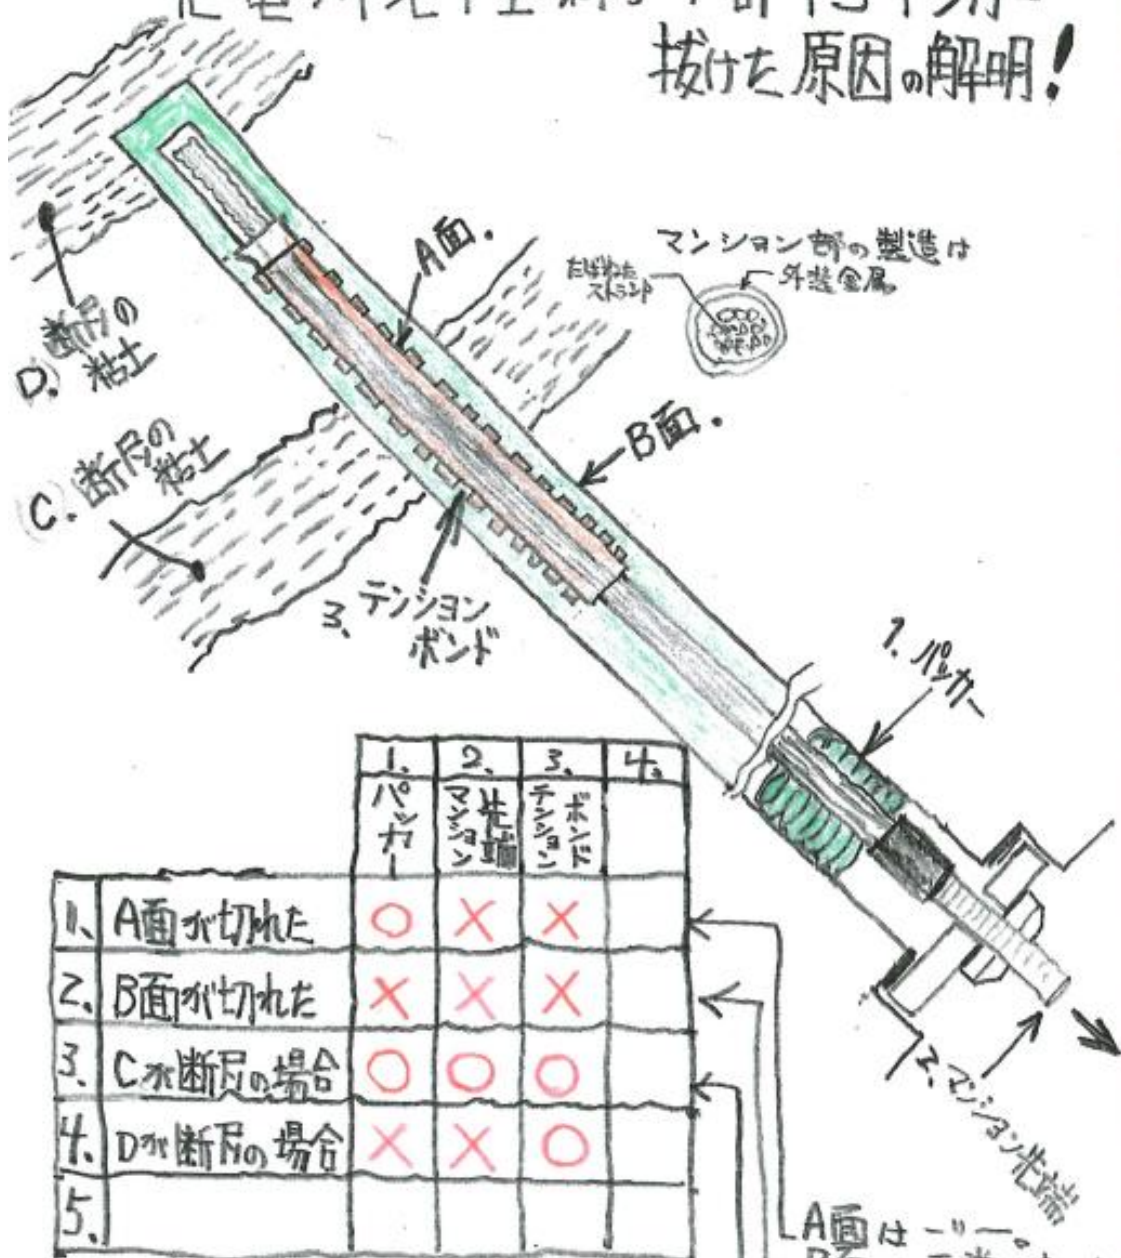 抜けた原因の解明!
A面.
マンション部の製造は
たばねた
ストランド
外装金属。
D. 断层の
粘土
B面.
C. 断层の
粘土
3、テンション
ボンド
1. パッカー
1. 2. 3. 4.
パッカー マンション先端 テンションボンド
1、 A面が切れた ○ × ×
2. B面が切れた × × ×
3. Cが断层の場合 ○ ○ ○
4. Dが断层の場合 × × ○
5.
2、マンション先端
A面は